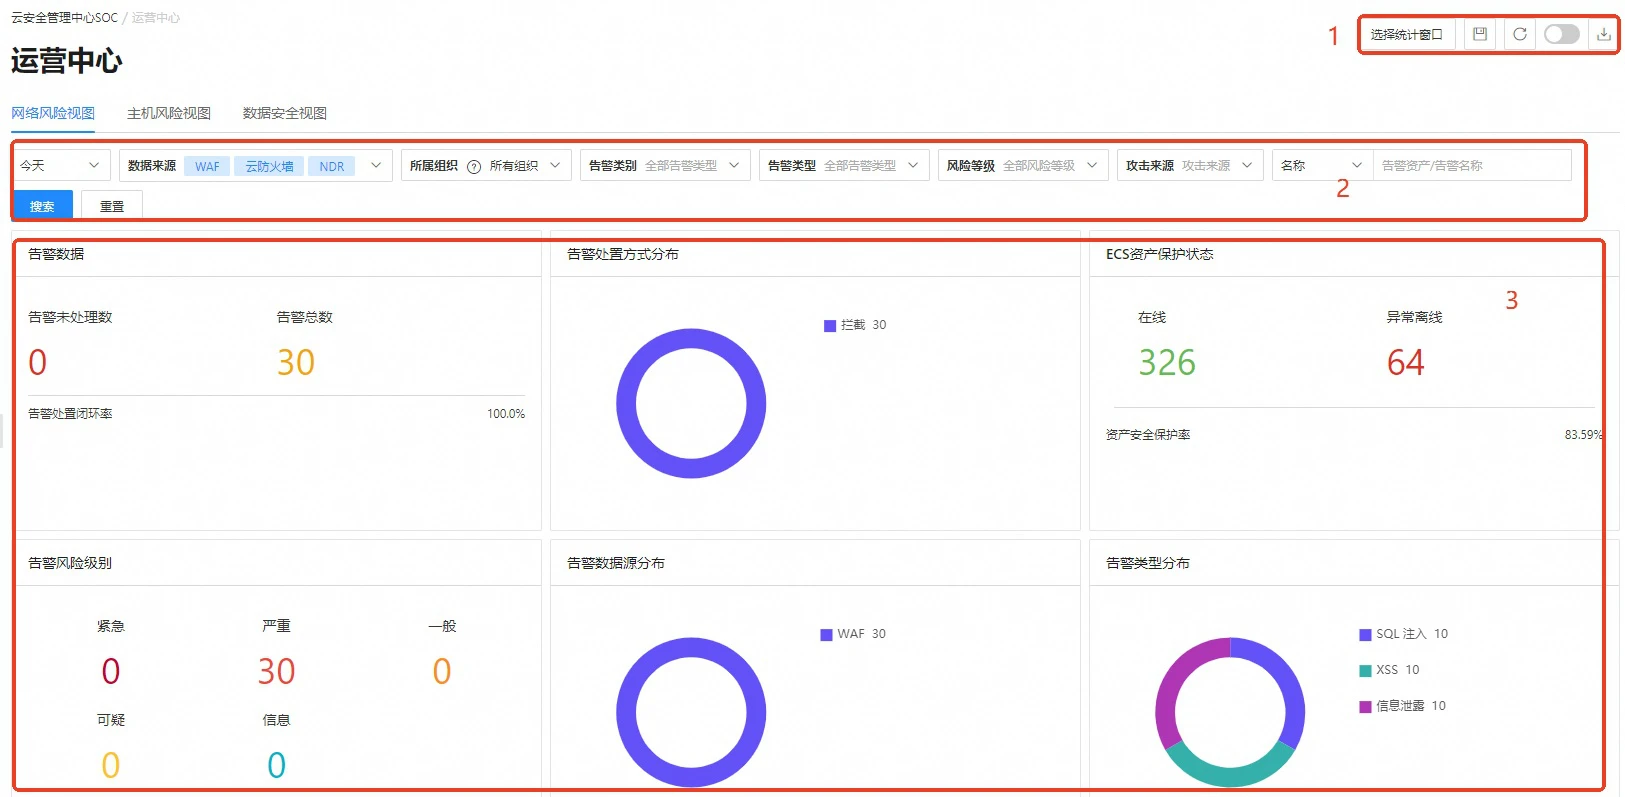 云安全管理中心SOC / 运营中心
运营中心
1
选择统计窗口
网络风险视图 主机风险视图 数据安全视图
今天 数据来源 WAF 云防火墙 NDR 所属组织 ? 所有组织 告警类别 全部告警类型 告警类型 全部告警类型 风险等级 全部风险等级 攻击来源 攻击来源 名称 告警资产/告警名称
2
搜索 重置
告警数据
告警未处理数 告警总数
0 30
告警处置闭环率 100.0%
告警处置方式分布
拦截 30
ECS资产保护状态
3
在线 异常离线
326 64
资产安全保护率 83.59%
告警风险级别
紧急 严重 一般
0 30 0
可疑 信息
0 0
告警数据源分布
WAF 30
告警类型分布
SQL 注入 10
XSS 10
信息泄露 10